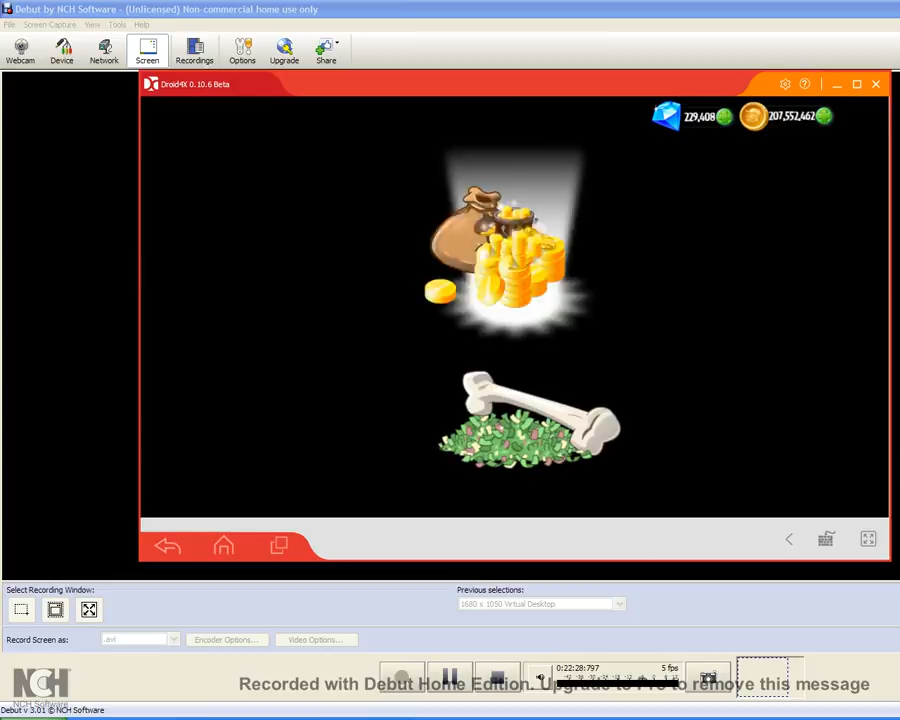 Debut by NCH Software - (Unlicensed) Non-commercial home use only
File Screen Capture View Tools Help
Webcam Device Network Screen Recordings Options Upgrade Share
Droid4X 0.10.6 Beta
229,408 207,552,462
Select Recording Window:
Previous selections:
1680 x 1050 Virtual Desktop
Record Screen as: .avi Encoder Options... Video Options...
0:22:28:797 5 fps
NCH
NCH Software
Recorded with Debut Home Edition. Upgrade to Pro to remove this message
Debut v 3.01 © NCH Software